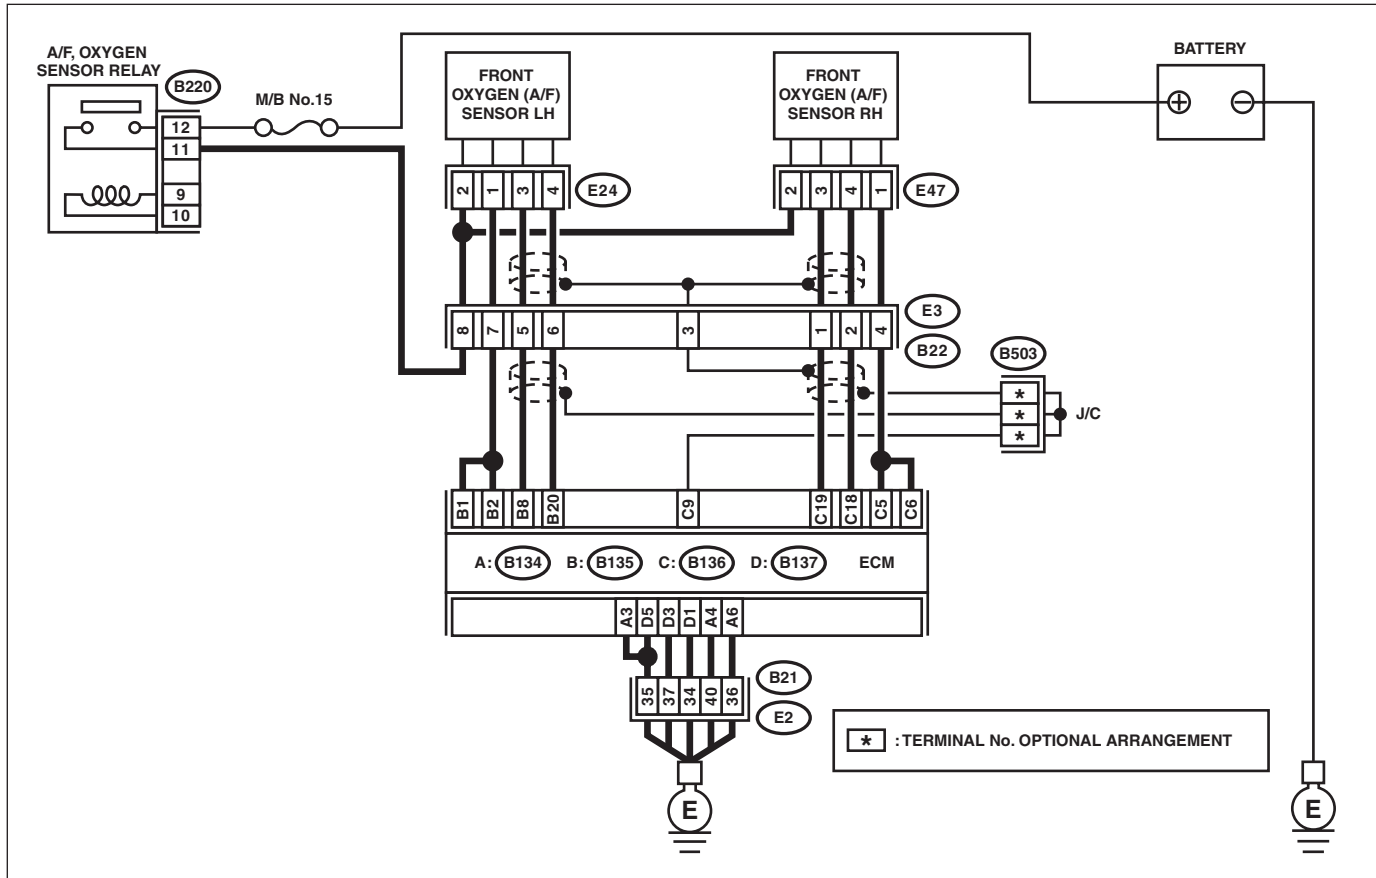 A/F, OXYGEN
SENSOR RELAY
B220
M/B No.15
12
11
9
10
FRONT
OXYGEN (A/F)
SENSOR LH
FRONT
OXYGEN (A/F)
SENSOR RH
BATTERY
2 1 3 4
E24
2 3 4 1
E47
8 7 5 6 3 1 2 4
E3
B22
B503
*
*
*
J/C
B1 B2 B8 B20 C9 C19 C18 C5 C6
A: B134 B: B135 C: B136 D: B137 ECM
A3 D5 D3 D1 A4 A6
35 37 34 40 36
B21
E2
E
* : TERMINAL No. OPTIONAL ARRANGEMENT
E